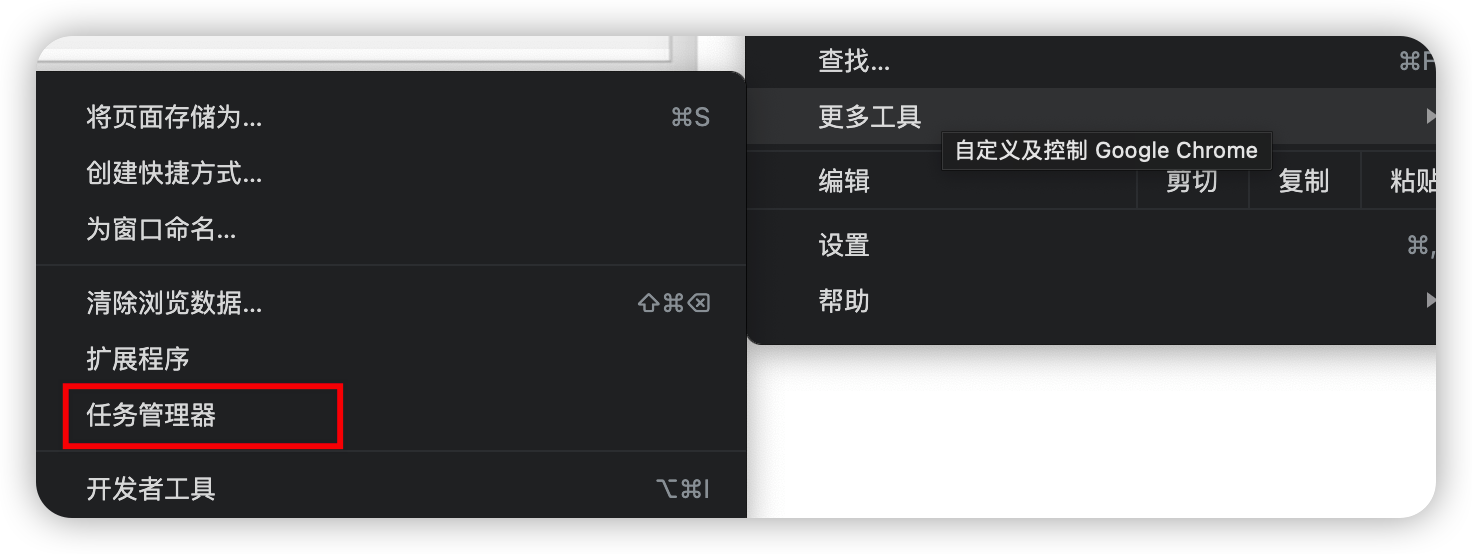 将页面存储为... ⌘S
创建快捷方式...
为窗口命名...
清除浏览数据... ⇧⌘⌫
扩展程序
任务管理器
开发者工具 ⌥⌘I
查找... ⌘F
更多工具
自定义及控制 Google Chrome
编辑 剪切 复制 粘贴
设置 ⌘,
帮助